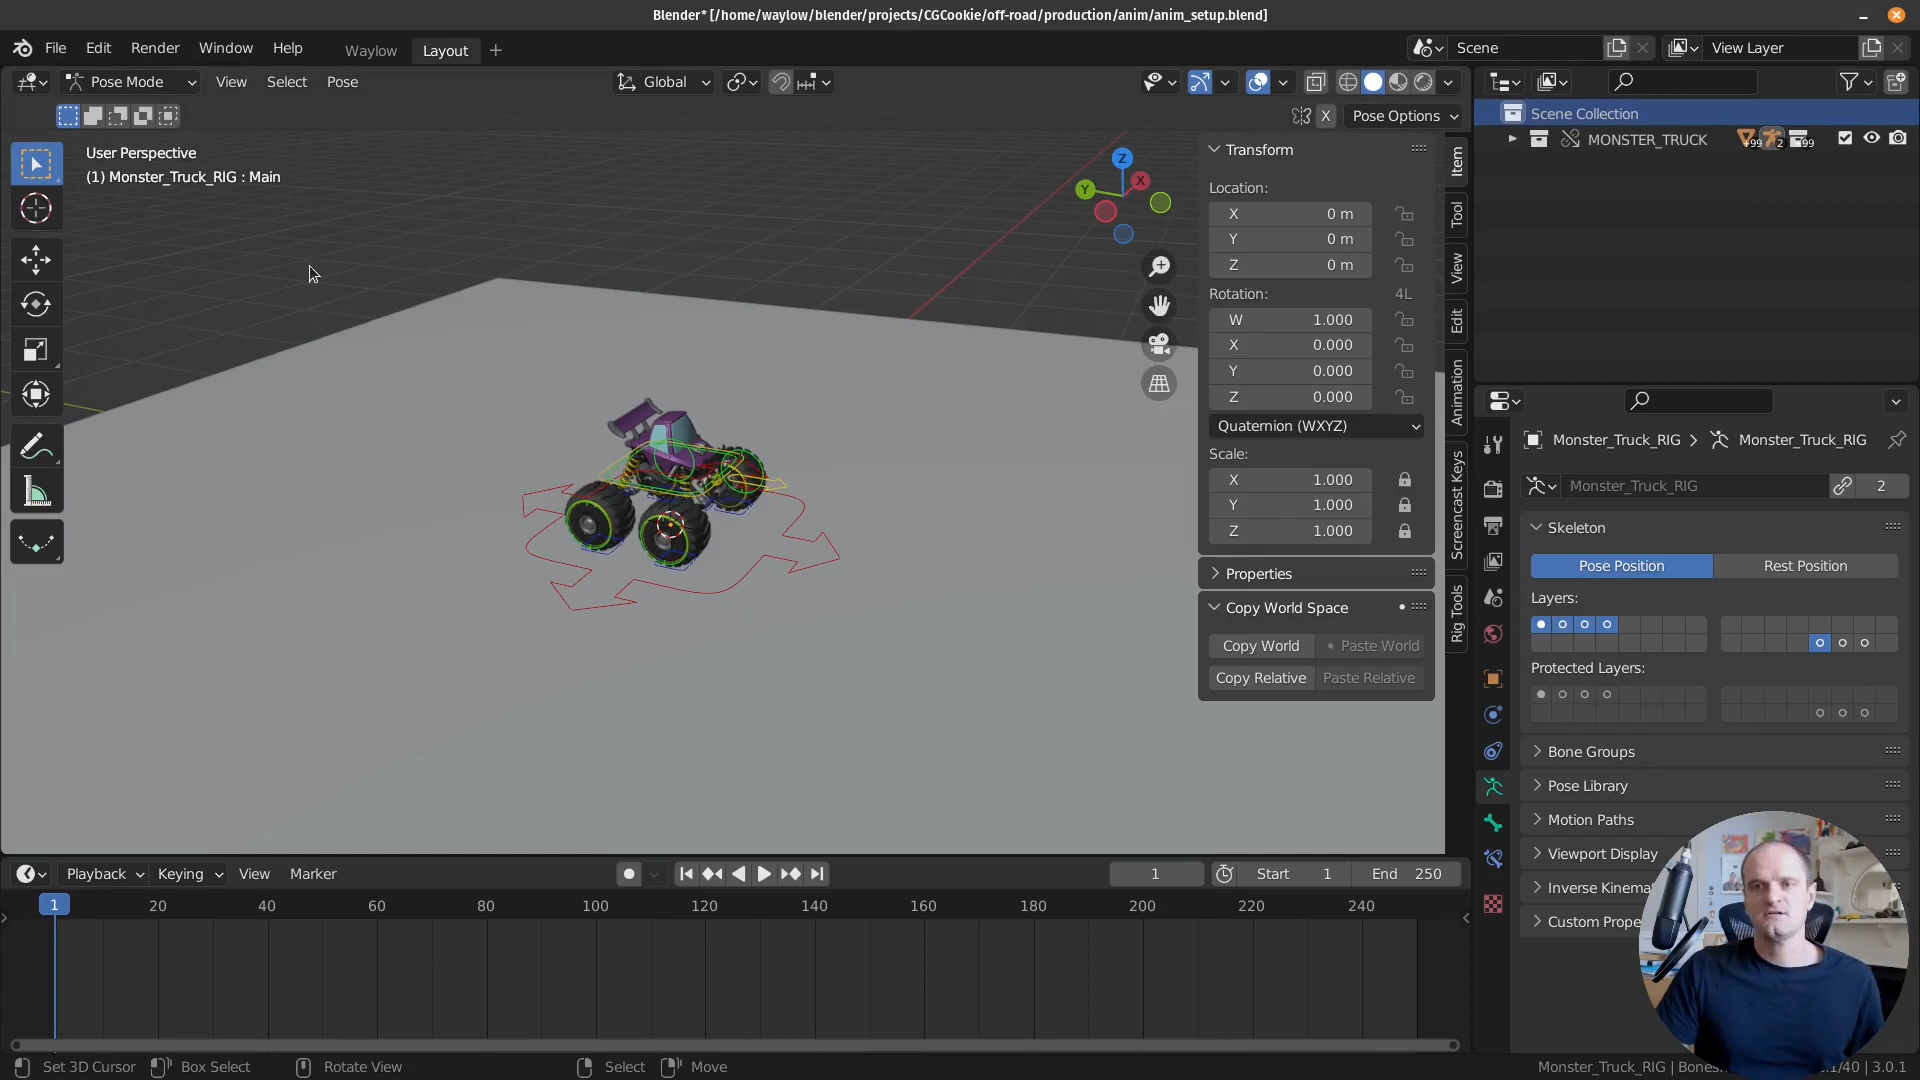 Blender* [/home/waylow/blender/projects/CGCookie/off-road/production/anim/anim_setup.blend]
File Edit Render Window Help Waylow Layout Scene View Layer
Pose Mode View Select Pose Global
X Pose Options
Scene Collection
MONSTER_TRUCK +99 2 99
User Perspective
(1) Monster_Truck_RIG : Main
Z
X
Y
Transform
Location:
X 0 m
Y 0 m
Z 0 m
Rotation: 4L
W 1.000
X 0.000
Y 0.000
Z 0.000
Quaternion (WXYZ)
Scale:
X 1.000
Y 1.000
Z 1.000
Properties
Copy World Space
Copy World Paste World
Copy Relative Paste Relative
Item
Tool
View
Edit
Animation
Screencast Keys
Rig Tools
Monster_Truck_RIG Monster_Truck_RIG
Monster_Truck_RIG 2
Skeleton
Pose Position Rest Position
Layers:
Protected Layers:
Bone Groups
Pose Library
Motion Paths
Viewport Display
Inverse Kinema
Custom Prope
Playback Keying View Marker 1 Start 1 End 250
1 20 40 60 80 100 120 140 160 180 200 220 240
Set 3D Cursor Box Select Rotate View Select Move Monster_Truck_RIG | Bones 1/40 | 3.0.1